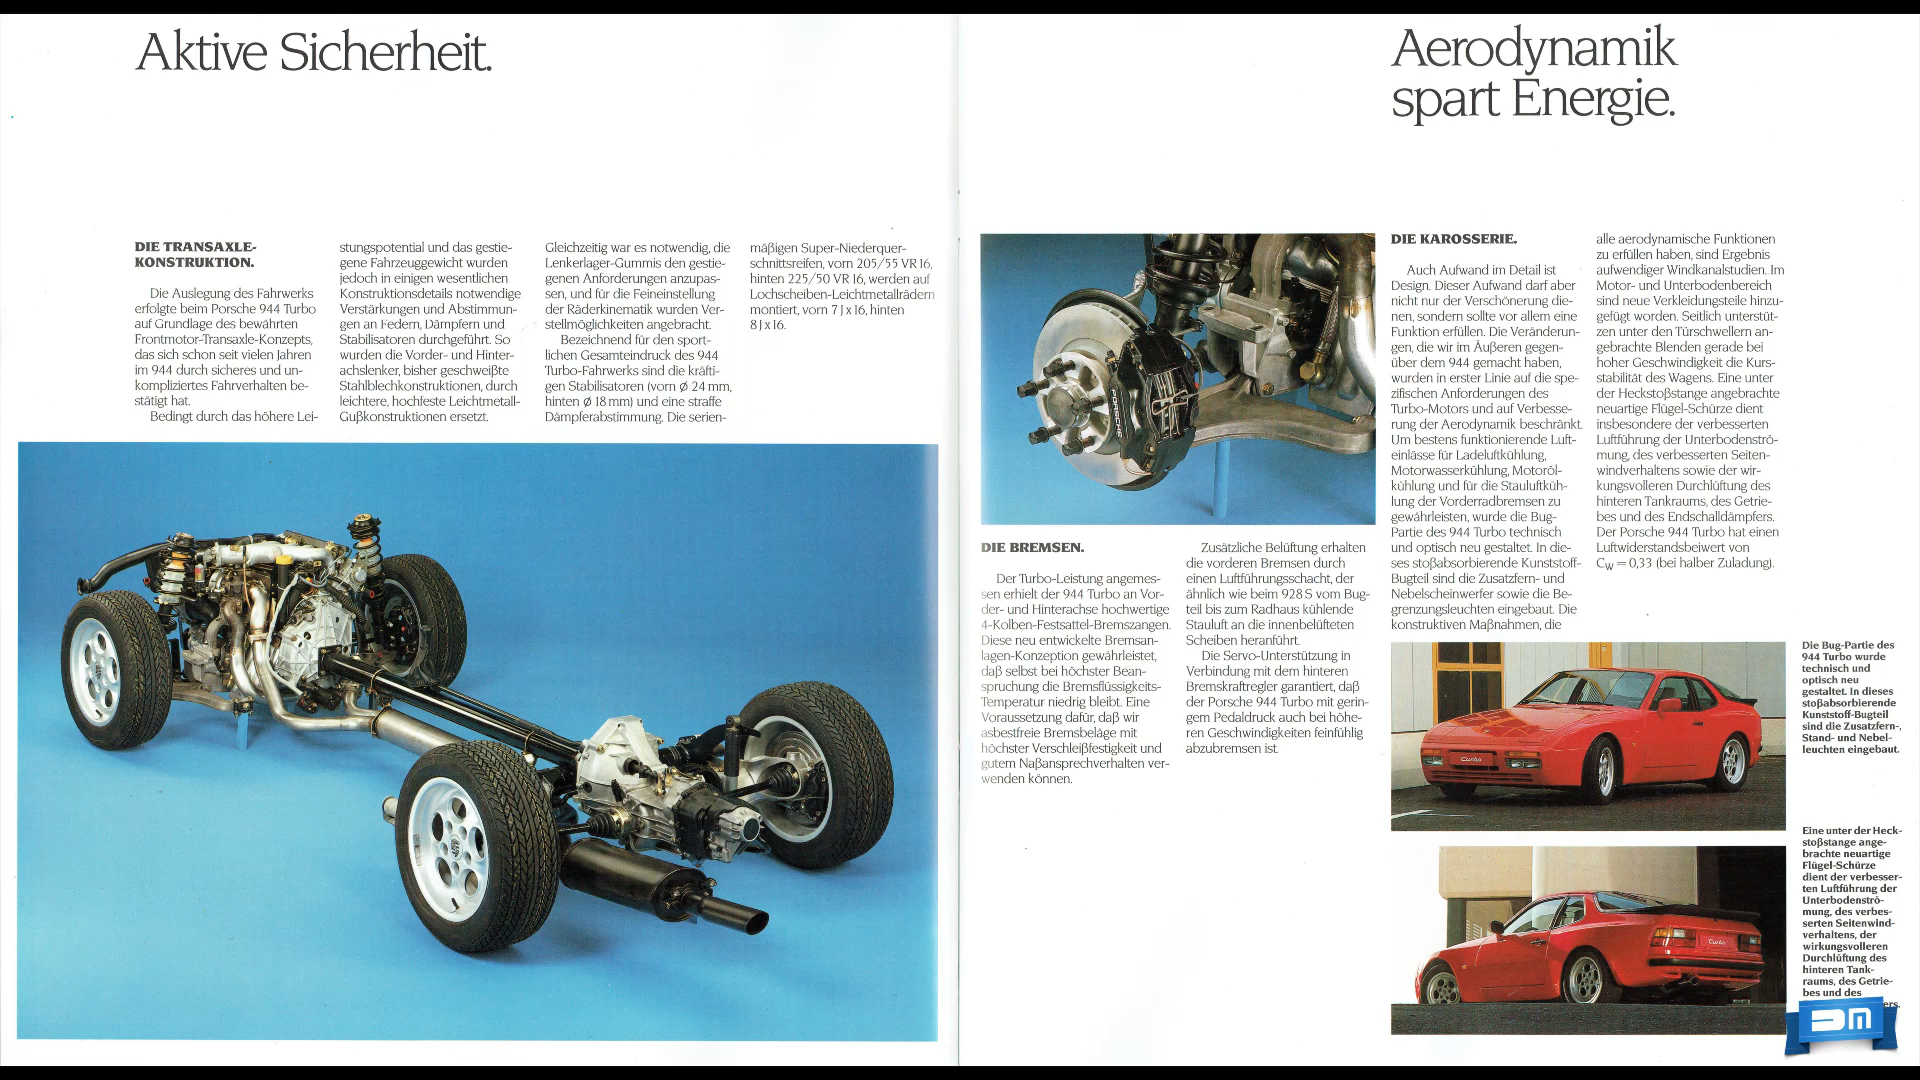 Aktive Sicherheit.
DIE TRANSAXLE-
KONSTRUKTION.
Die Auslegung des Fahrwerks
erfolgte beim Porsche 944 Turbo
auf Grundlage des bewährten
Frontmotor-Transaxle-Konzepts,
das sich schon seit vielen Jahren
im 944 durch sicheres und un-
kompliziertes Fahrverhalten be-
stätigt hat.
Bedingt durch das höhere Lei-
stungspotential und das gestie-
gene Fahrzeuggewicht wurden
jedoch in einigen wesentlichen
Konstruktionsdetails notwendige
Verstärkungen und Abstimmun-
gen an Federn, Dämpfern und
Stabilisatoren durchgeführt. So
wurden die Vorder- und Hinter-
achslenker, bisher geschweißte
Stahlblechkonstruktionen, durch
leichtere, hochfeste Leichtmetall-
Gußkonstruktionen ersetzt.
Gleichzeitig war es notwendig, die
Lenkerlager-Gummis den gestie-
genen Anforderungen anzupas-
sen, und für die Feineinstellung
der Räderkinematik wurden Ver-
stellmöglichkeiten angebracht.
Bezeichnend für den sport-
lichen Gesamteindruck des 944
Turbo-Fahrwerks sind die kräfti-
gen Stabilisatoren (vorn Ø 24 mm,
hinten Ø 18 mm) und eine straffe
Dämpferabstimmung. Die serien-
mäßigen Super-Niederquer-
schnittsreifen, vorn 205/55 VR 16,
hinten 225/50 VR 16, werden auf
Lochscheiben-Leichtmetallrädern
montiert, vorn 7 J x 16, hinten
8 J x 16.
PORSCHE
DIE BREMSEN.
Der Turbo-Leistung angemes-
sen erhielt der 944 Turbo an Vor-
der- und Hinterachse hochwertige
4-Kolben-Festsattel-Bremszangen.
Diese neu entwickelte Bremsan-
lagen-Konzeption gewährleistet,
daß selbst bei höchster Bean-
spruchung die Bremsflüssigkeits-
Temperatur niedrig bleibt. Eine
Voraussetzung dafür, daß wir
asbestfreie Bremsbeläge mit
höchster Verschleißfestigkeit und
gutem Naßansprechverhalten ver-
wenden können.
Zusätzliche Belüftung erhalten
die vorderen Bremsen durch
einen Luftführungsschacht, der
ähnlich wie beim 928 S vom Bug-
teil bis zum Radhaus kühlende
Stauluft an die innenbelüfteten
Scheiben heranführt.
Die Servo-Unterstützung in
Verbindung mit dem hinteren
Bremskraftregler garantiert, daß
der Porsche 944 Turbo mit gerin-
gem Pedaldruck auch bei höhe-
ren Geschwindigkeiten feinfühlig
abzubremsen ist.
Aerodynamik
spart Energie.
DIE KAROSSERIE.
Auch Aufwand im Detail ist
Design. Dieser Aufwand darf aber
nicht nur der Verschönerung die-
nen, sondern sollte vor allem eine
Funktion erfüllen. Die Veränderun-
gen, die wir im Äußeren gegen-
über dem 944 gemacht haben,
wurden in erster Linie auf die spe-
zifischen Anforderungen des
Turbo-Motors und auf Verbesse-
rung der Aerodynamik beschränkt.
Um bestens funktionierende Luft-
einlässe für Ladeluftkühlung,
Motorwasserkühlung, Motoröl-
kühlung und für die Stauluftküh-
lung der Vorderradbremsen zu
gewährleisten, wurde die Bug-
Partie des 944 Turbo technisch
und optisch neu gestaltet. In die-
ses stoßabsorbierende Kunststoff-
Bugteil sind die Zusatzfern- und
Nebelscheinwerfer sowie die Be-
grenzungsleuchten eingebaut. Die
konstruktiven Maßnahmen, die
alle aerodynamische Funktionen
zu erfüllen haben, sind Ergebnis
aufwendiger Windkanalstudien. Im
Motor- und Unterbodenbereich
sind neue Verkleidungsteile hinzu-
gefügt worden. Seitlich unterstüt-
zen unter den Türschwellern an-
gebrachte Blenden gerade bei
hoher Geschwindigkeit die Kurs-
stabilität des Wagens. Eine unter
der Heckstoßstange angebrachte
neuartige Flügel-Schürze dient
insbesondere der verbesserten
Luftführung der Unterbodenströ-
mung, des verbesserten Seiten-
windverhaltens sowie der wir-
kungsvolleren Durchlüftung des
hinteren Tankraums, des Getrie-
bes und des Endschalldämpfers.
Der Porsche 944 Turbo hat einen
Luftwiderstandsbeiwert von
CW = 0,33 (bei halber Zuladung).
Turbo
Die Bug-Partie des
944 Turbo wurde
technisch und
optisch neu
gestaltet. In dieses
stoßabsorbierende
Kunststoff-Bugteil
sind die Zusatzfern-,
Stand- und Nebel-
leuchten eingebaut.
Turbo
Eine unter der Heck-
stoßstange ange-
brachte neuartige
Flügel-Schürze
dient der verbesser-
ten Luftführung der
Unterbodenströ-
mung, des verbes-
serten Seitenwind-
verhaltens, der
wirkungsvolleren
Durchlüftung des
hinteren Tank-
raums, des Getrie-
bes und des